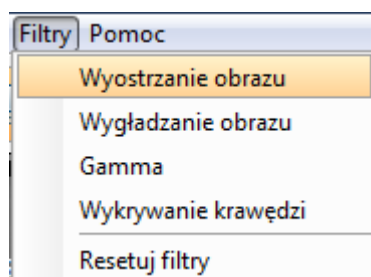 Filtry Pomoc
Wyostrzanie obrazu
Wygładzanie obrazu
Gamma
Wykrywanie krawędzi
Resetuj filtry